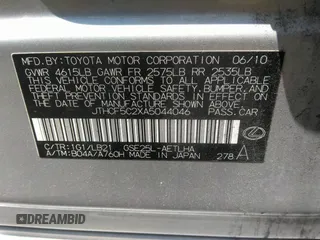 MFD. BY: TOYOTA MOTOR CORPORATION 06/10
GVWR 4615LB GAWR FR 2575LB RR 2535LB
THIS VEHICLE CONFORMS TO ALL APPLICABLE
FEDERAL MOTOR VEHICLE SAFETY, BUMPER,
AND THEFT PREVENTION STANDARDS IN EFFECT ON
THE DATE OF MANUFACTURE SHOWN ABOVE.
JTHCF5C2XA5044046 PASS.CAR
C/TR: 1G1/LB21 GSE25L-AETLHA
A/TM: B04A/A760H MADE IN JAPAN 278 A
DREAMBID
.com